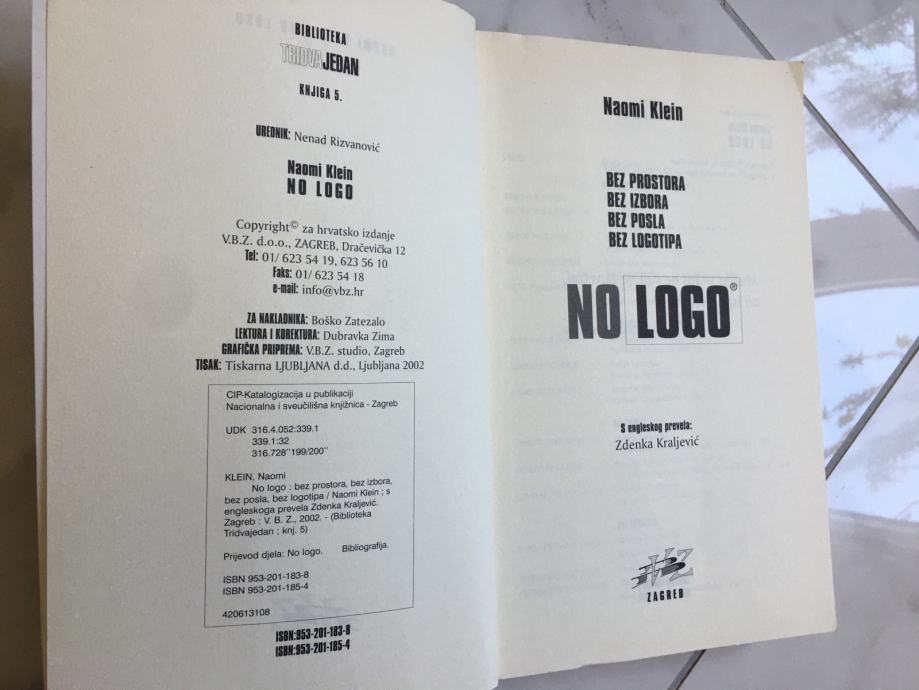 BIBLIOTEKA
TRIDVAJEDAN
KNJIGA 5.
UREDNIK: Nenad Rizvanović
Naomi Klein
NO LOGO
Copyright© za hrvatsko izdanje
V.B.Z. d.o.o., ZAGREB, Dračevička 12
Tel: 01/ 623 54 19, 623 56 10
Faks: 01/ 623 54 18
e-mail: info@vbz.hr
ZA NAKLADNIKA: Boško Zatezalo
LEKTURA I KOREKTURA: Dubravka Zima
GRAFIČKA PRIPREMA: V.B.Z. studio, Zagreb
TISAK: Tiskarna LJUBLJANA d.d., Ljubljana 2002
CIP-Katalogizacija u publikaciji
Nacionalna i sveučilišna knjižnica - Zagreb
UDK 316.4.052:339.1
339.1:32
316.728"199/200"
KLEIN, Naomi
No logo : bez prostora, bez izbora,
bez posla, bez logotipa / Naomi Klein ; s
engleskoga prevela Zdenka Kraljević.
Zagreb : V. B. Z., 2002. - (Biblioteka
Tridvajedan ; knj. 5)
Prijevod djela: No logo. Bibliografija.
ISBN 953-201-183-8
ISBN 953-201-185-4
420613108
ISBN:953-201-183-8
ISBN:953-201-185-4
Naomi Klein
BEZ PROSTORA
BEZ IZBORA
BEZ POSLA
BEZ LOGOTIPA
NO LOGO®
S engleskog prevela:
Zdenka Kraljević
VBZ
ZAGREB